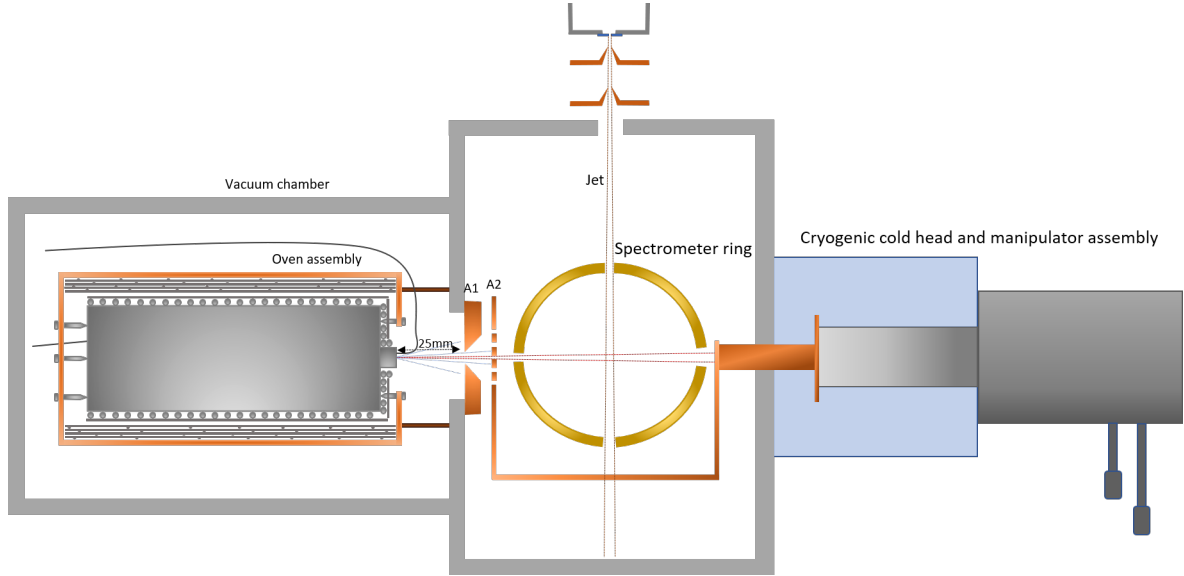 Jet
Vacuum chamber
Spectrometer ring
Cryogenic cold head and manipulator assembly
Oven assembly
A1
A2
25mm